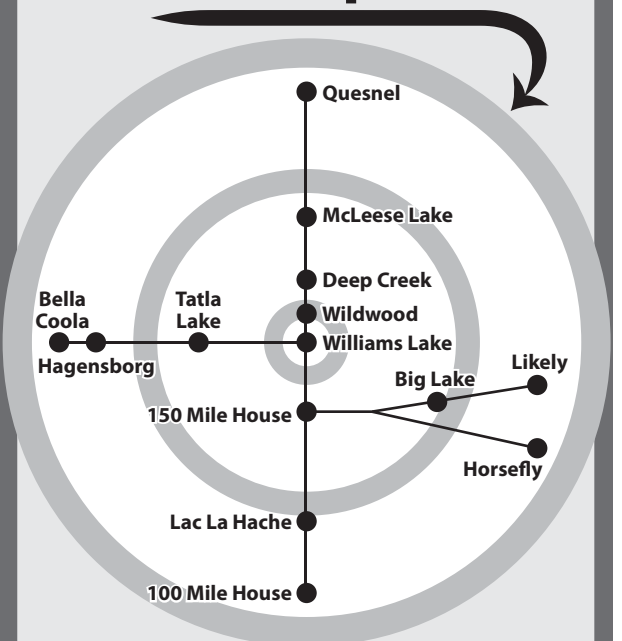 Quesnel
McLeese Lake
Deep Creek
Wildwood
Bella
Coola
Tatla
Lake
Williams Lake
Hagensborg
Likely
Big Lake
150 Mile House
Horsefly
Lac La Hache
100 Mile House